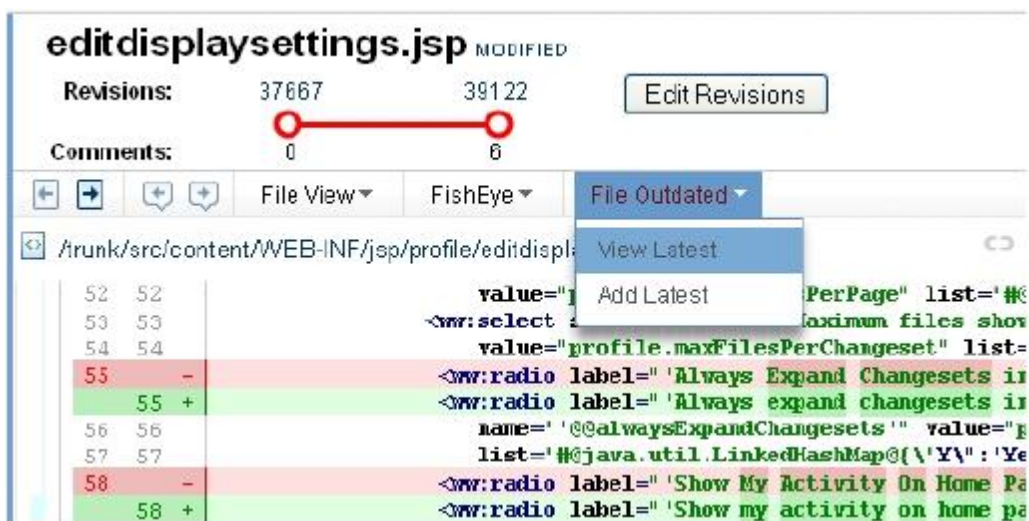 editdisplaysettings.jsp MODIFIED
Revisions: 37667 39122 Edit Revisions
Comments: 0 6
File View FishEye File Outdated
/trunk/src/content/WEB-INF/jsp/profile/editdispl
View Latest
Add Latest
52 52 value=" PerPage" list='#@
53 53 <ww:select Maximum files show
54 54 value="profile.maxFilesPerChangeset" list=
55 - <ww:radio label="'Always Expand Changesets in
55 + <ww:radio label="'Always expand changesets in
56 56 name="'@@alwaysExpandChangesets'" value="p
57 57 list='#@java.util.LinkedHashMap@{\'Y\":'Ye
58 - <ww:radio label="'Show My Activity On Home Pa
58 + <ww:radio label="'Show my activity on home pa